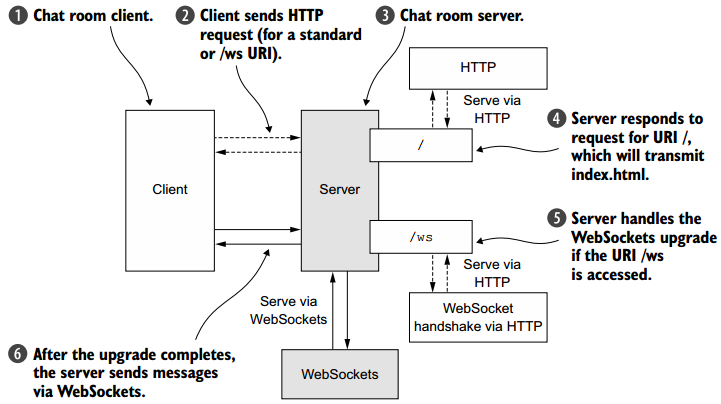 1 Chat room client.
2 Client sends HTTP
request (for a standard
or /ws URI).
3 Chat room server.
HTTP
Serve via
HTTP
4 Server responds to
request for URI /,
which will transmit
index.html.
/
Client
Server
5 Server handles the
WebSockets upgrade
if the URI /ws
is accessed.
/ws
Serve via
HTTP
Serve via
WebSockets
WebSocket
handshake via HTTP
6 After the upgrade completes,
the server sends messages
via WebSockets.
WebSockets